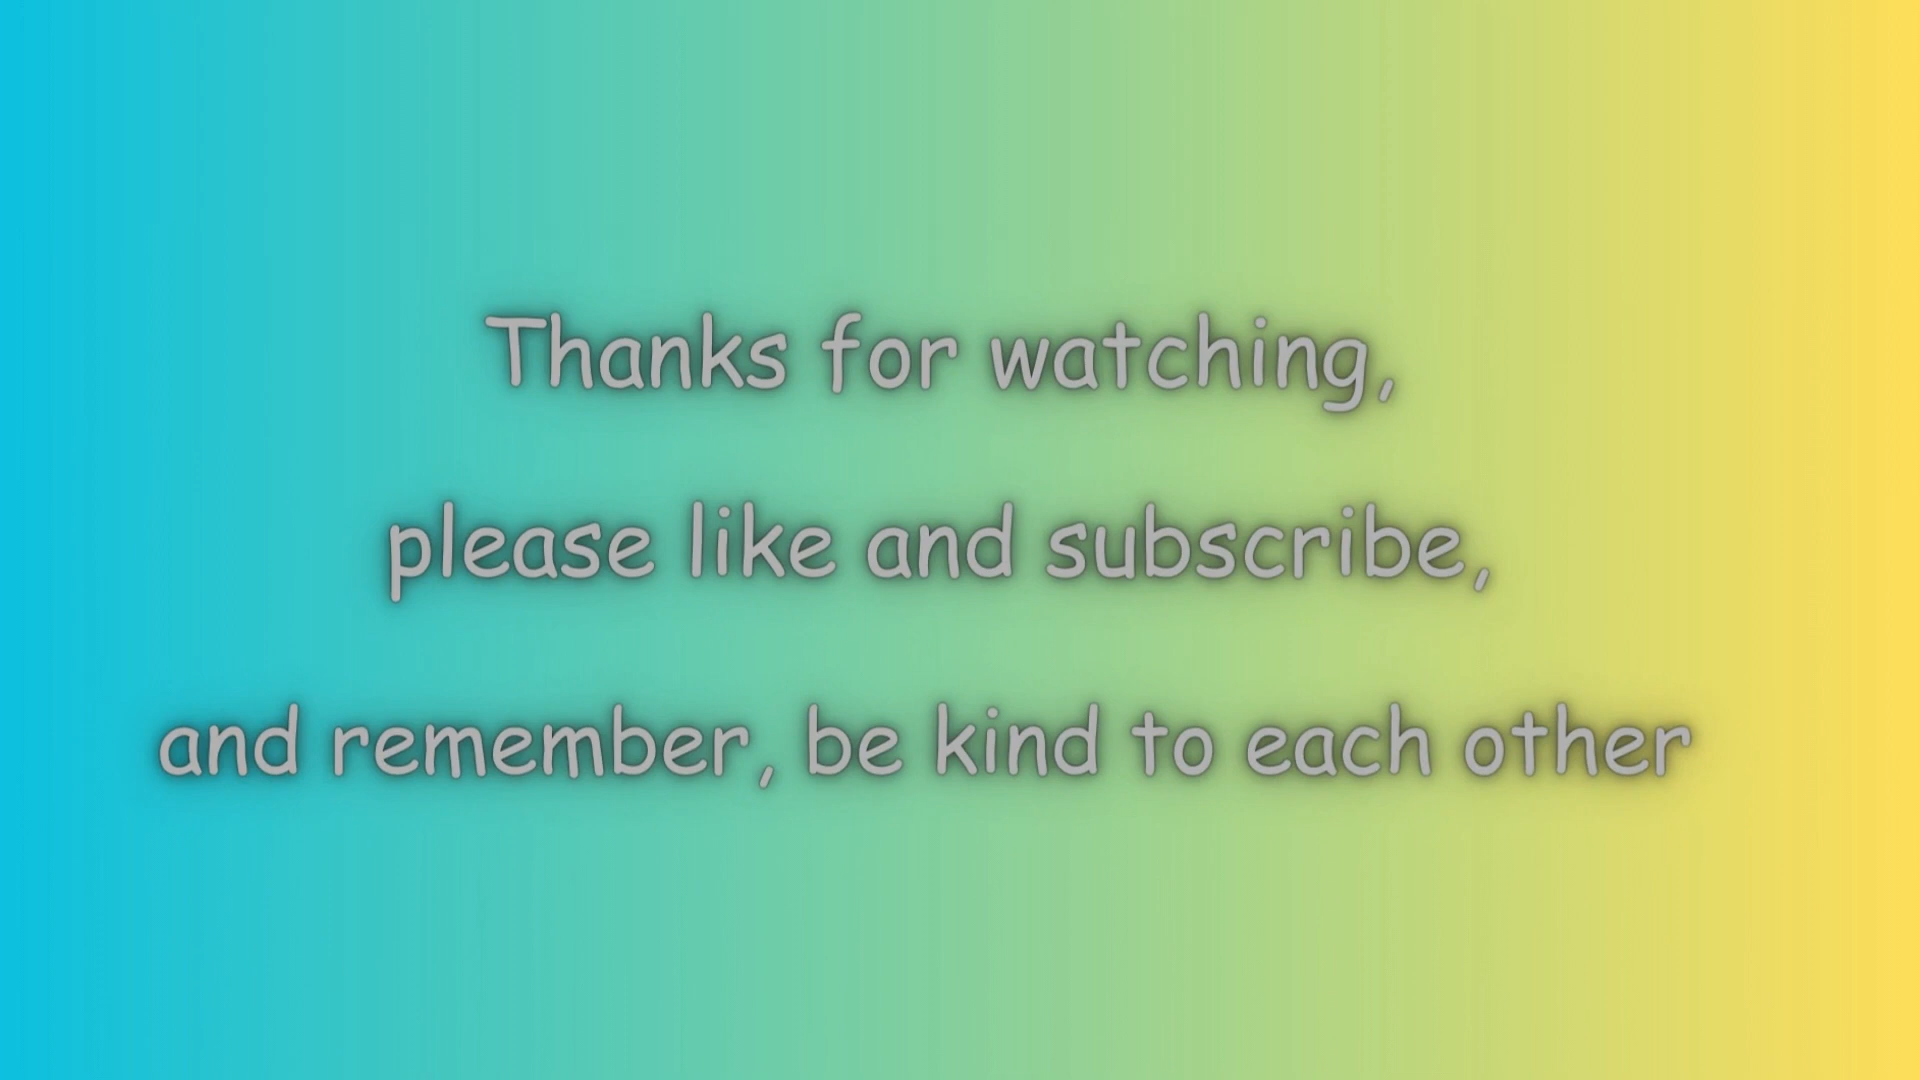 Thanks for watching,
please like and subscribe,
and remember, be kind to each other